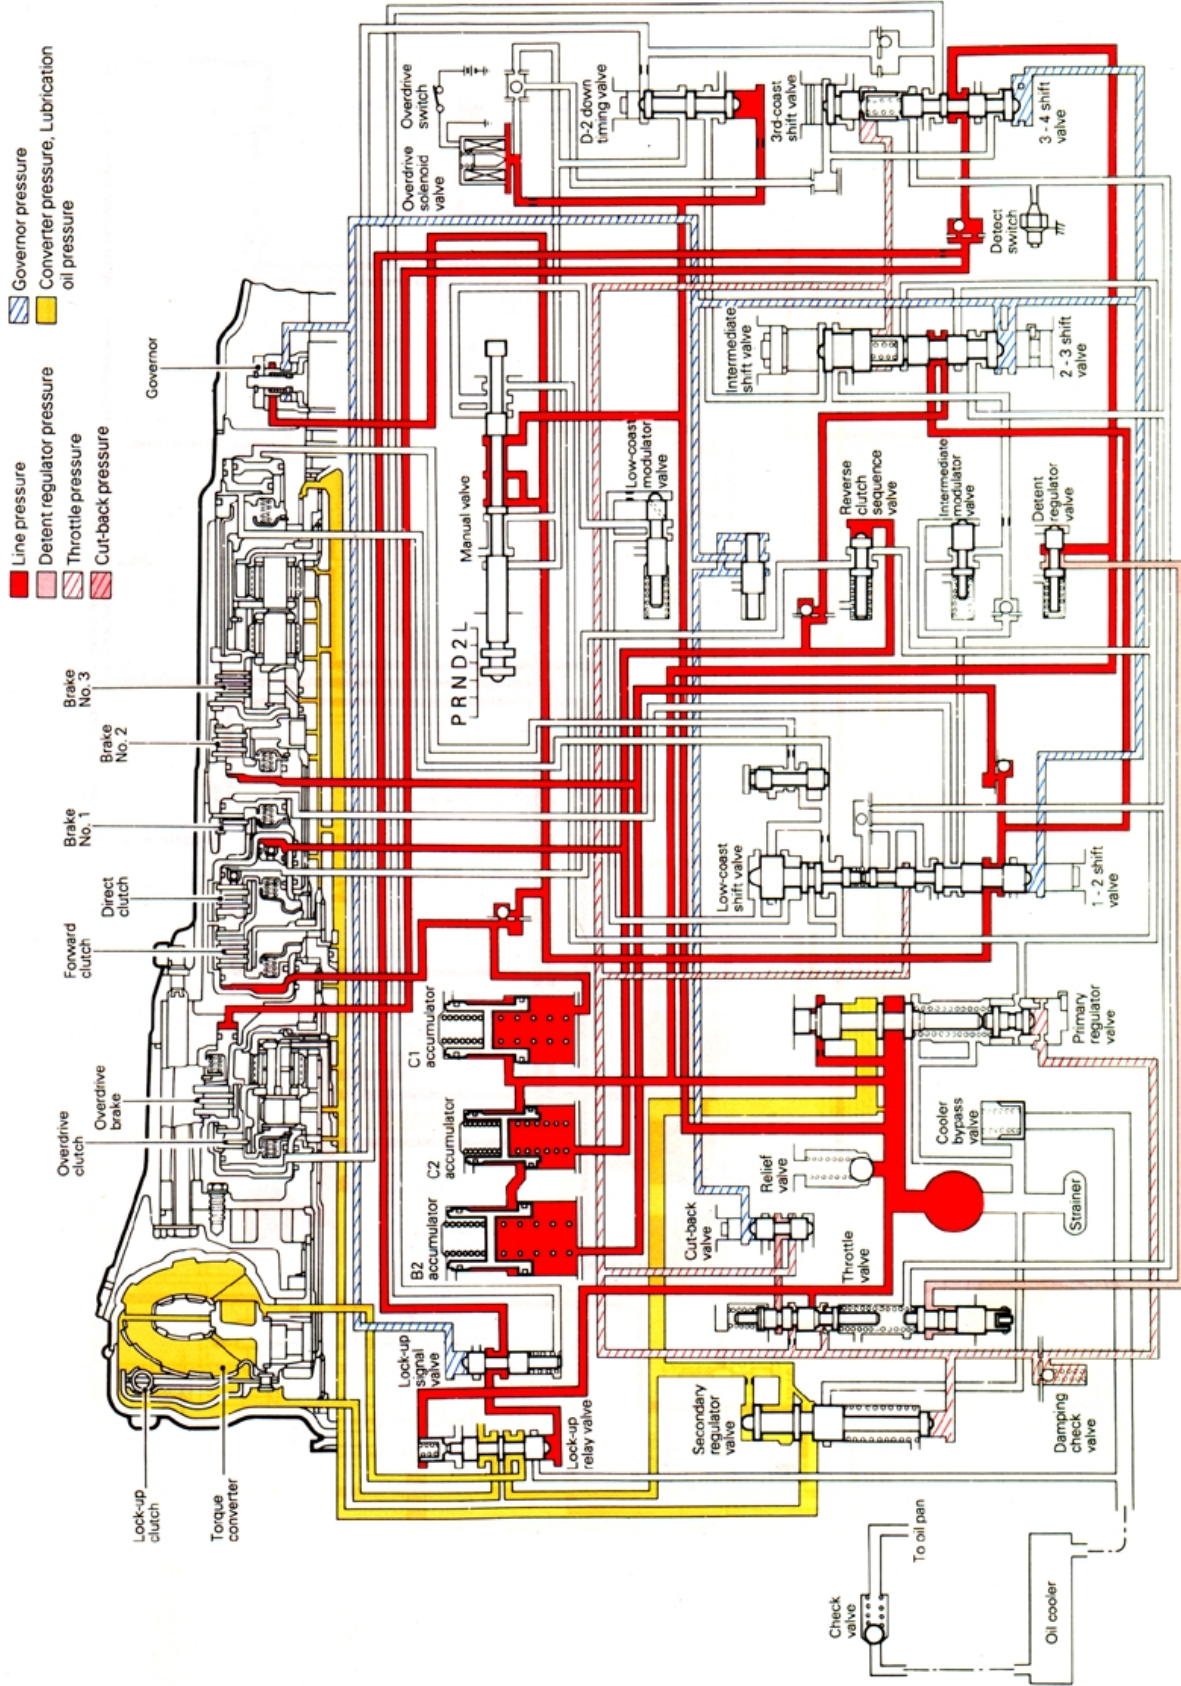 Line pressure
Detent regulator pressure
Throttle pressure
Cut-back pressure
Governor pressure
Converter pressure, Lubrication
oil pressure
Lock-up
clutch
Torque
converter
Overdrive
clutch
Overdrive
brake
Forward
clutch
Direct
clutch
Brake
No. 1
Brake
No. 2
Brake
No. 3
Governor
Lock-up
signal
valve
Lock-up
relay valve
B2
accumulator
C2
accumulator
C1
accumulator
Manual valve
P R N D 2 L
Overdrive
solenoid
valve
Overdrive
switch
D-2 down
timing valve
Low-coast
modulator
valve
Secondary
regulator
valve
Cut-back
valve
Relief
valve
Throttle
valve
Low-coast
shift valve
Reverse
clutch
sequence
valve
Intermediate
shift valve
3rd-coast
shift valve
Detect
switch
Intermediate
modulator
valve
Detent
regulator
valve
Check
valve
To oil pan
Oil cooler
Damping
check
valve
Strainer
Cooler
bypass
valve
Primary
regulator
valve
1 - 2 shift
valve
2 - 3 shift
valve
3 - 4 shift
valve